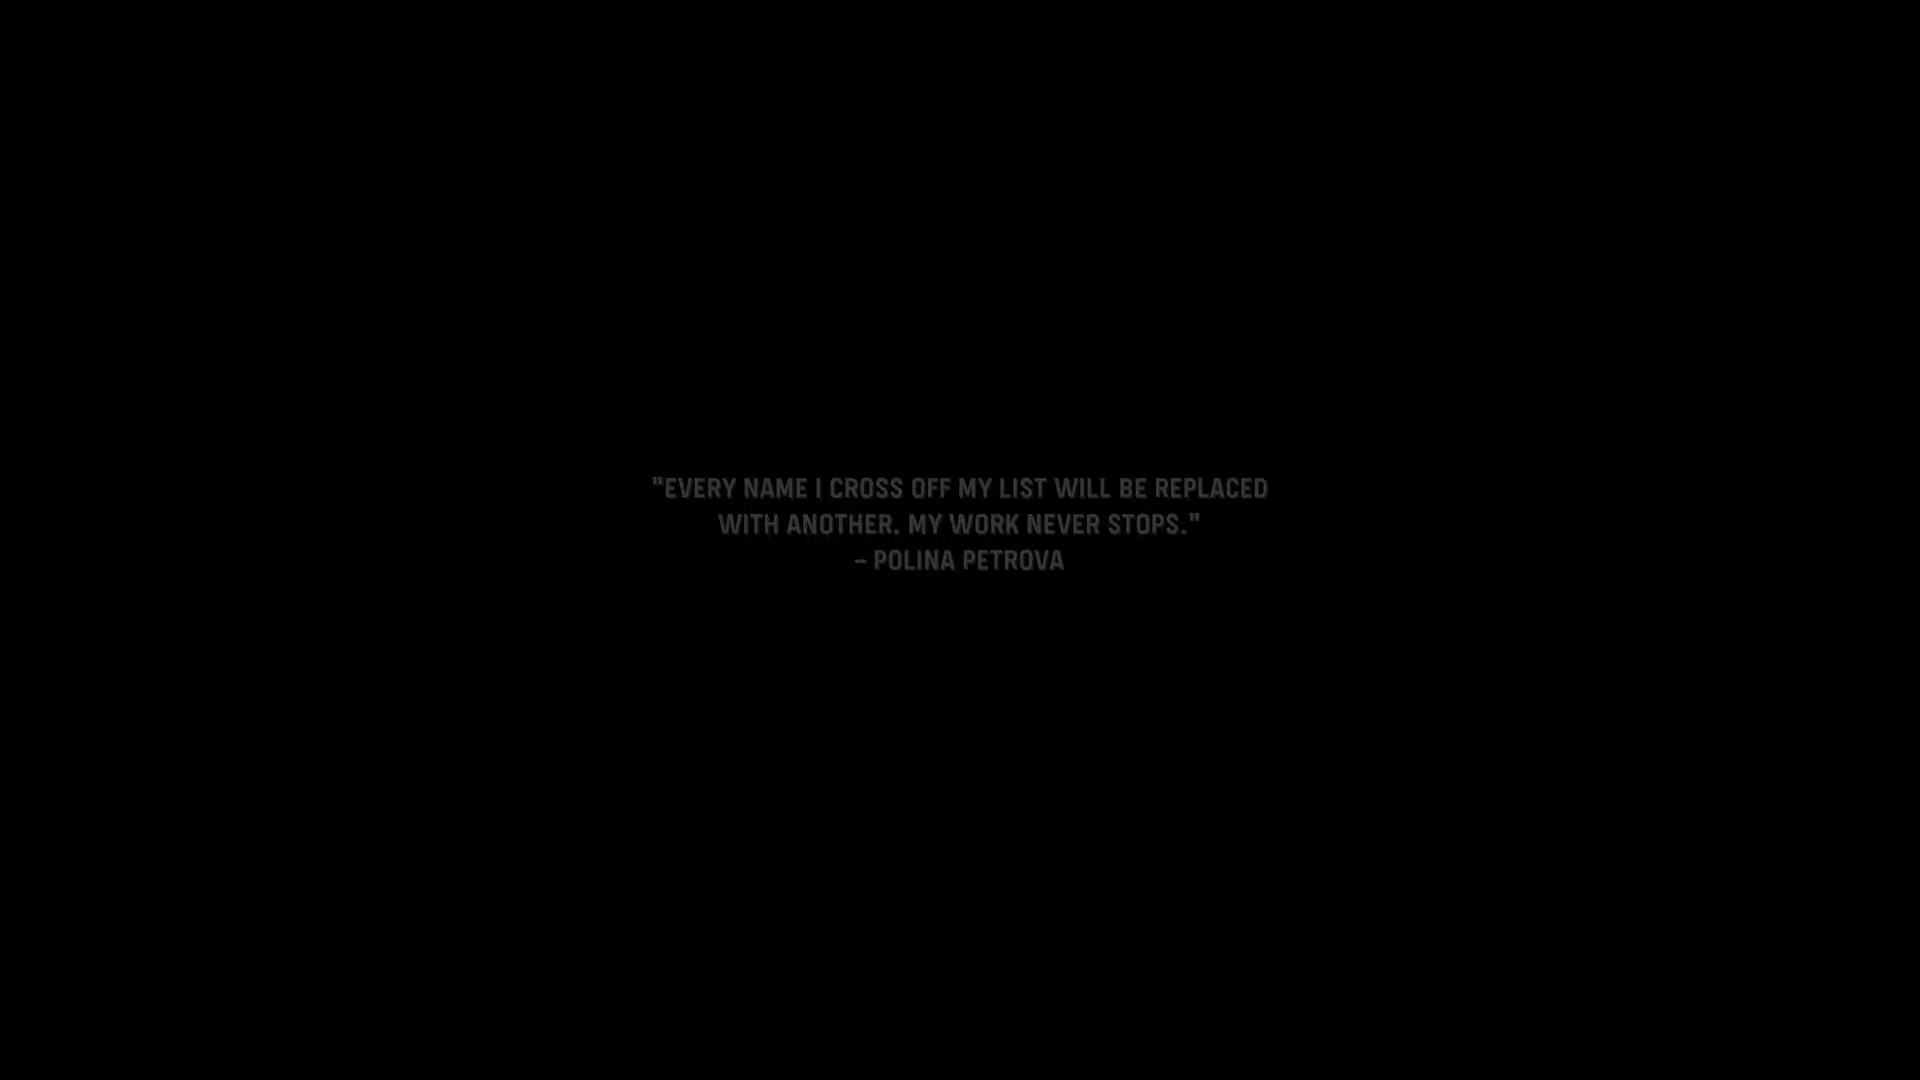 "EVERY NAME I CROSS OFF MY LIST WILL BE REPLACED
WITH ANOTHER. MY WORK NEVER STOPS."
– POLINA PETROVA